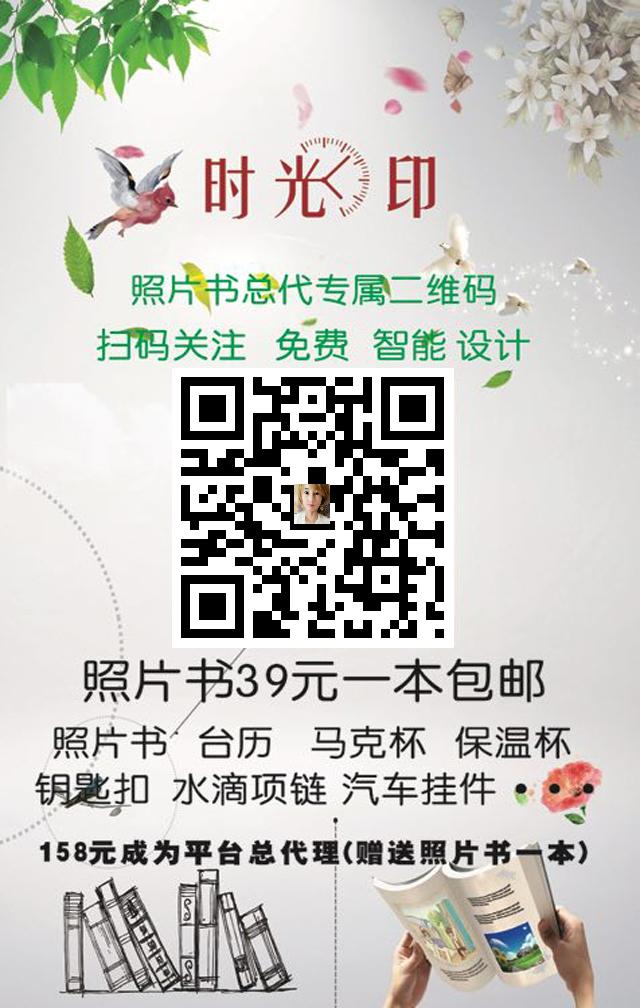 时光印
照片书总代专属二维码
扫码关注 免费 智能 设计
照片书39元一本包邮
照片书 台历 马克杯 保温杯
钥匙扣 水滴项链 汽车挂件
158元成为平台总代理(赠送照片书一本)